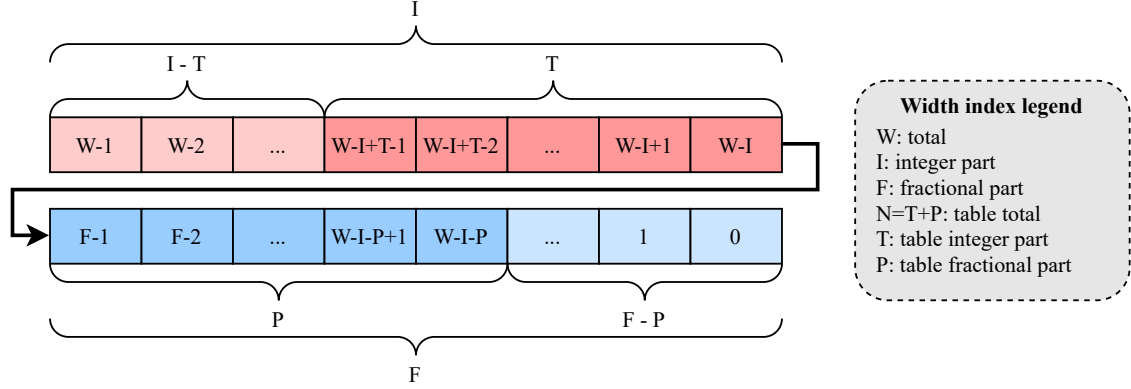 I
I - T T
W-1 W-2 ... W-I+T-1 W-I+T-2 ... W-I+1 W-I
F-1 F-2 ... W-I-P+1 W-I-P ... 1 0
P F - P
F
Width index legend
W: total
I: integer part
F: fractional part
N=T+P: table total
T: table integer part
P: table fractional part